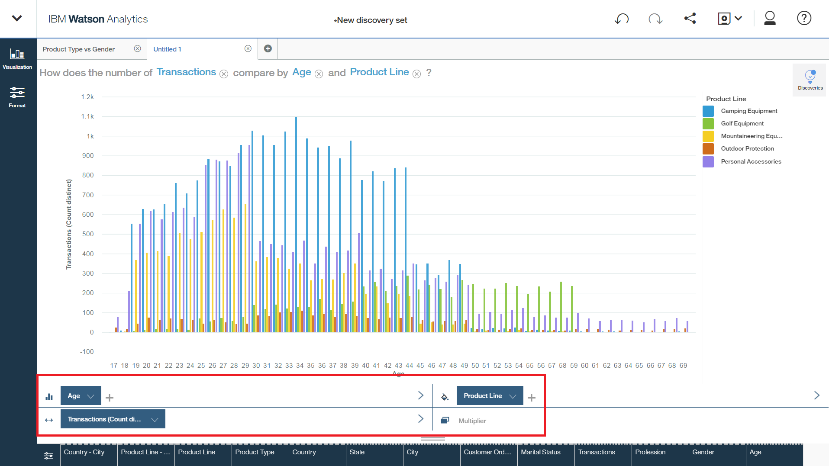 IBM Watson Analytics
+New discovery set
Product Type vs Gender
Untitled 1
Visualization
Format
How does the number of Transactions compare by Age and Product Line ?
Discoveries
Product Line
Camping Equipment
Golf Equipment
Mountaineering Equ...
Outdoor Protection
Personal Accessories
Transactions (Count distinct)
1.2k
1.1k
1k
900
800
700
600
500
400
300
200
100
0
-100
17 18 19 20 21 22 23 24 25 26 27 28 29 30 31 32 33 34 35 36 37 38 39 40 41 42 43 44 45 46 47 48 49 50 51 52 53 54 55 56 57 58 59 60 61 62 63 64 65 66 67 68 69
Age
Age
Product Line
Transactions (Count di...
Multiplier
Country - City
Product Line - ...
Product Line
Product Type
Country
State
City
Customer Ord...
Marital Status
Transactions
Profession
Gender
Age